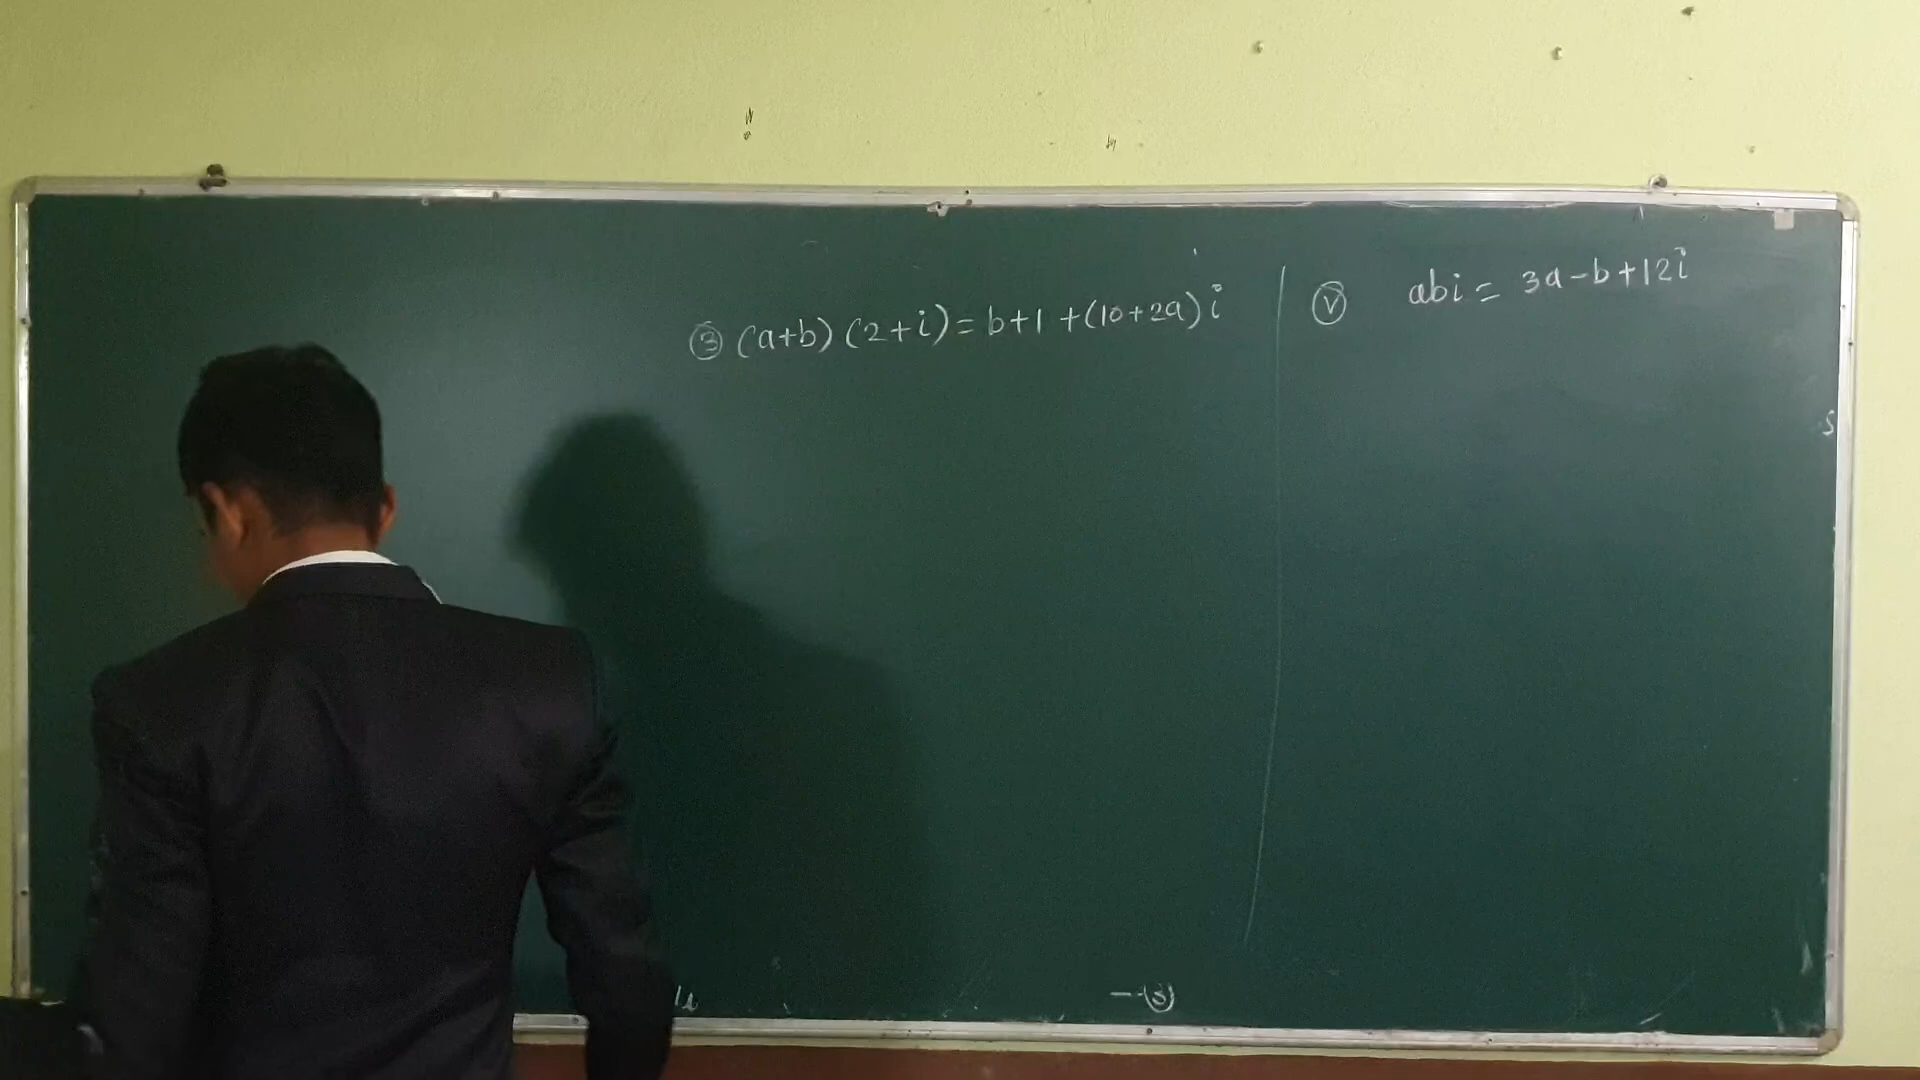 ③ (a+b) (2+i) = b+1 +(10+2a) i
Ⓥ abi = 3a-b+12i